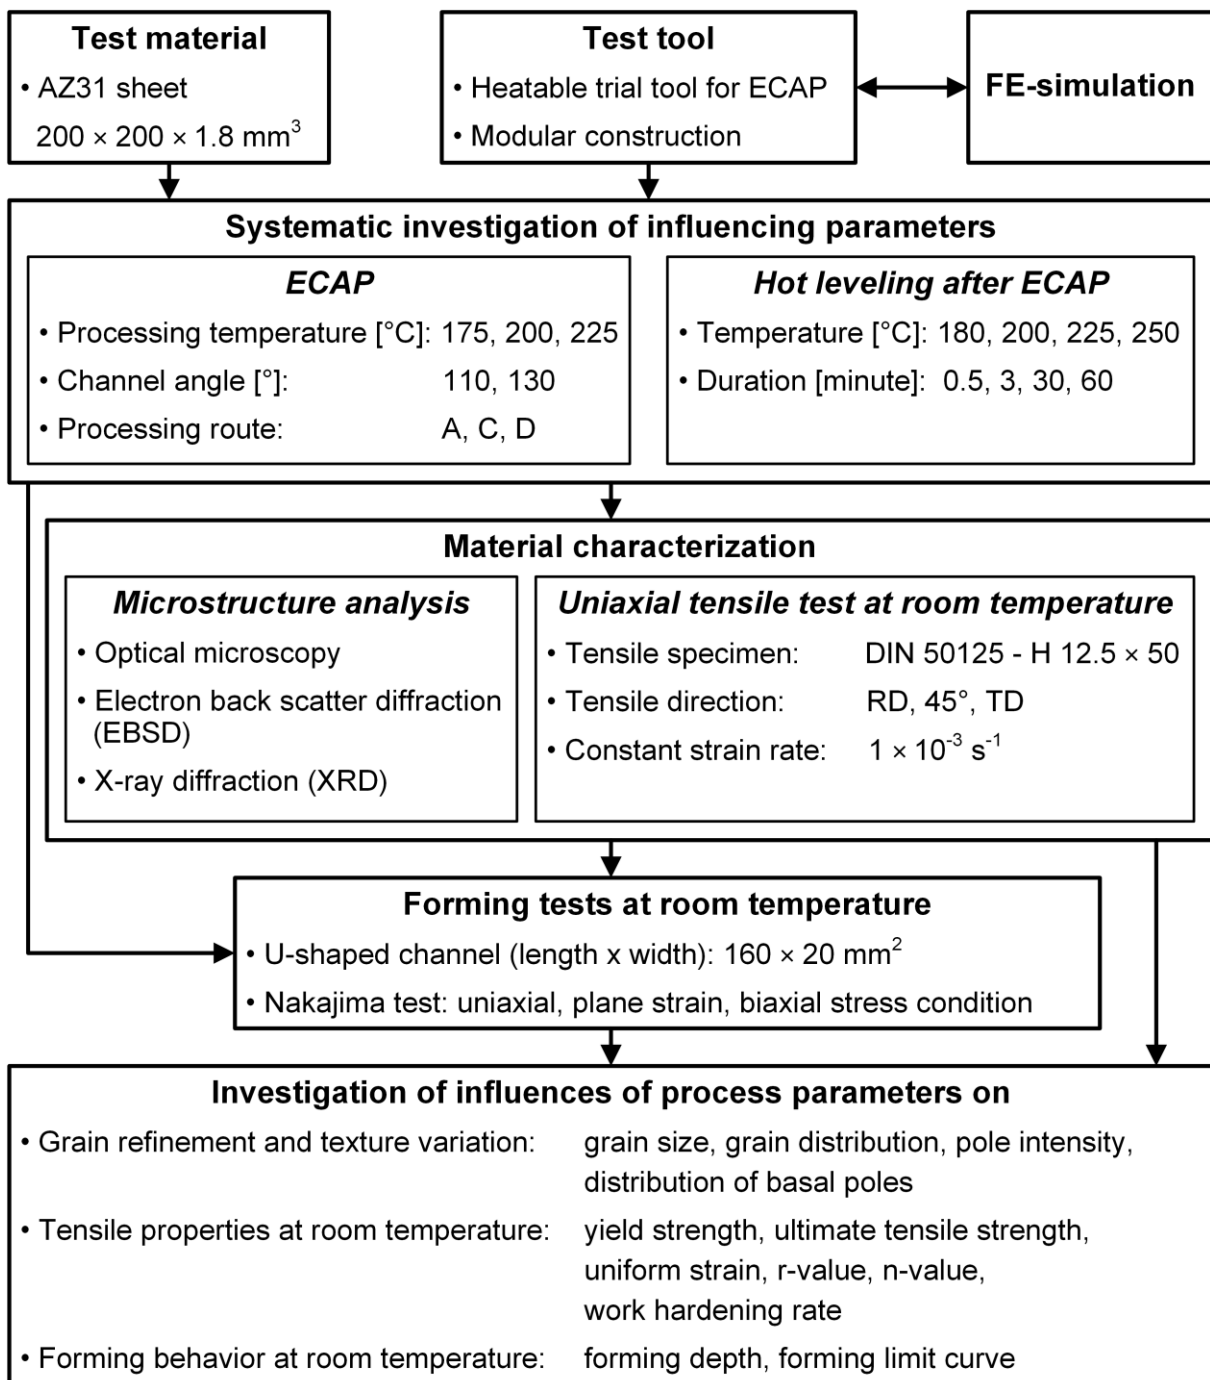 Test material
• AZ31 sheet
200 × 200 × 1.8 mm³
Test tool
• Heatable trial tool for ECAP
• Modular construction
FE-simulation
Systematic investigation of influencing parameters
ECAP
• Processing temperature [°C]: 175, 200, 225
• Channel angle [°]: 110, 130
• Processing route: A, C, D
Hot leveling after ECAP
• Temperature [°C]: 180, 200, 225, 250
• Duration [minute]: 0.5, 3, 30, 60
Material characterization
Microstructure analysis
• Optical microscopy
• Electron back scatter diffraction
(EBSD)
• X-ray diffraction (XRD)
Uniaxial tensile test at room temperature
• Tensile specimen: DIN 50125 - H 12.5 × 50
• Tensile direction: RD, 45°, TD
• Constant strain rate: 1 × 10⁻³ s⁻¹
Forming tests at room temperature
• U-shaped channel (length x width): 160 × 20 mm²
• Nakajima test: uniaxial, plane strain, biaxial stress condition
Investigation of influences of process parameters on
• Grain refinement and texture variation: grain size, grain distribution, pole intensity,
distribution of basal poles
• Tensile properties at room temperature: yield strength, ultimate tensile strength,
uniform strain, r-value, n-value,
work hardening rate
• Forming behavior at room temperature: forming depth, forming limit curve